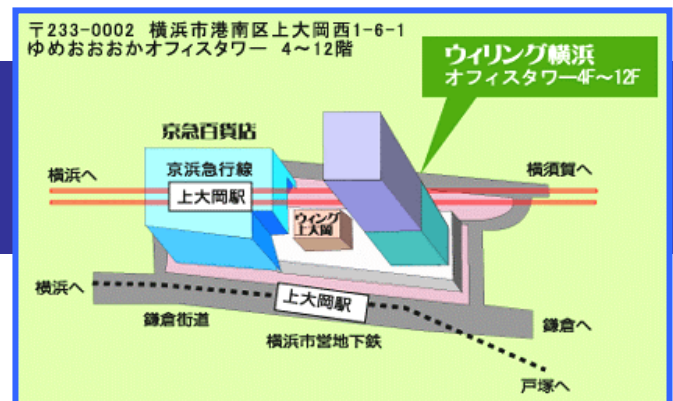 〒233-0002 横浜市港南区上大岡西1-6-1
ゆめおおおかオフィスタワー 4～12階
ウィリング横浜
オフィスタワー4F～12F
京急百貨店
京浜急行線
横浜へ
横須賀へ
上大岡駅
ウィング
上大岡
横浜へ
上大岡駅
鎌倉街道
横浜市営地下鉄
鎌倉へ
戸塚へ